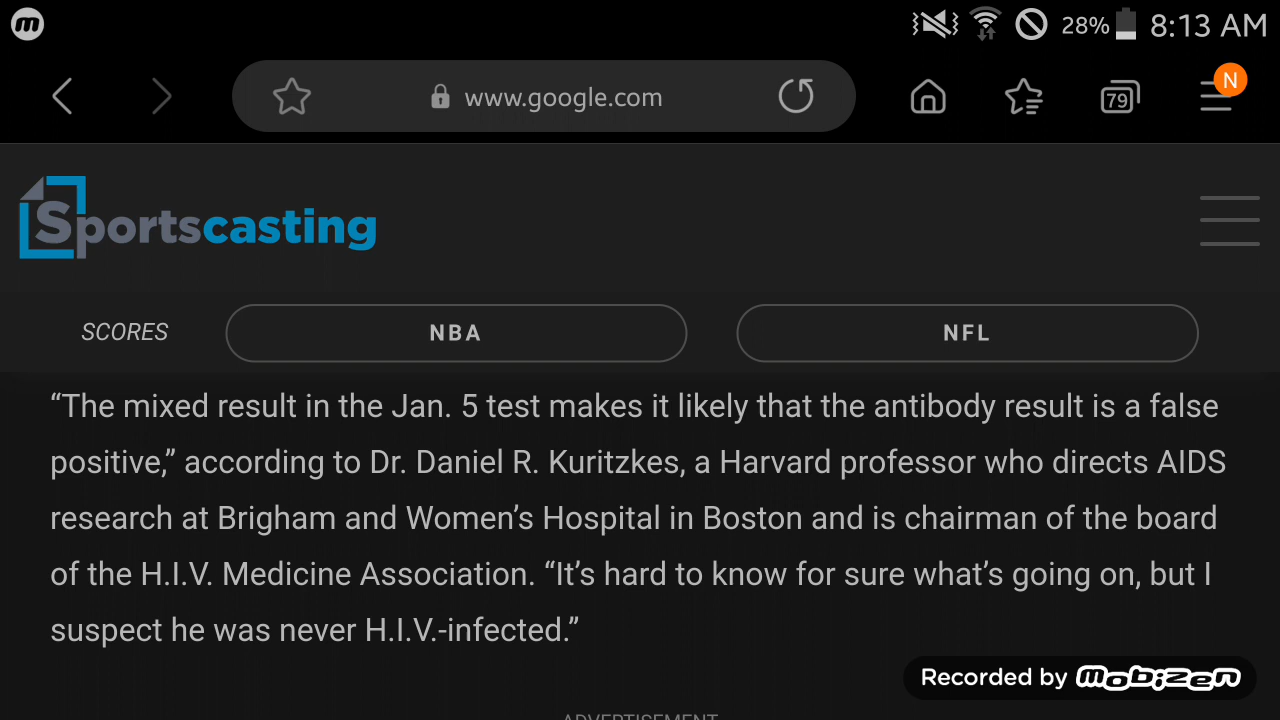 m 28% 8:13 AM
www.google.com 79 N
Sportscasting
SCORES NBA NFL
“The mixed result in the Jan. 5 test makes it likely that the antibody result is a false
positive,” according to Dr. Daniel R. Kuritzkes, a Harvard professor who directs AIDS
research at Brigham and Women’s Hospital in Boston and is chairman of the board
of the H.I.V. Medicine Association. “It’s hard to know for sure what’s going on, but I
suspect he was never H.I.V.-infected.”
Recorded by mobizen
ADVERTISEMENT